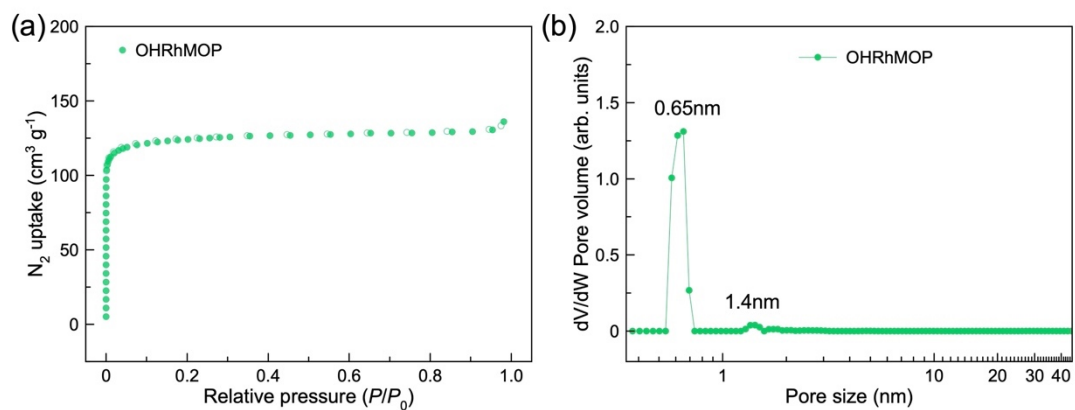 (a)
200
150
100
50
0
N₂ uptake (cm³ g⁻¹)
OHRhMOP
0
0.2
0.4
0.6
0.8
1.0
Relative pressure (P/P₀)
(b)
2.0
1.5
1.0
0.5
0
dV/dW Pore volume (arb. units)
OHRhMOP
0.65nm
1.4nm
1
10
20
30
40
Pore size (nm)